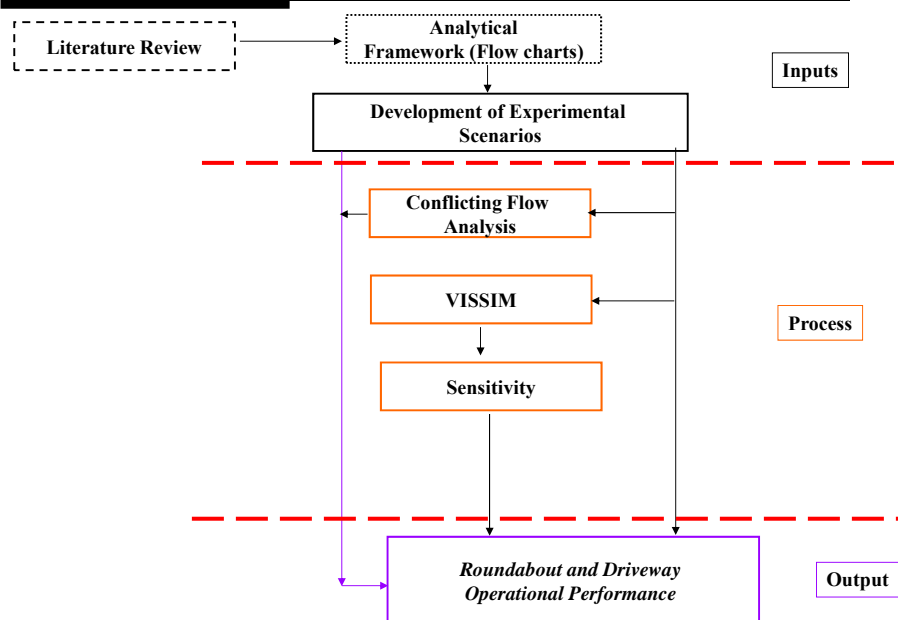 Literature Review
Analytical
Framework (Flow charts)
Inputs
Development of Experimental
Scenarios
Conflicting Flow
Analysis
VISSIM
Process
Sensitivity
Roundabout and Driveway
Operational Performance
Output